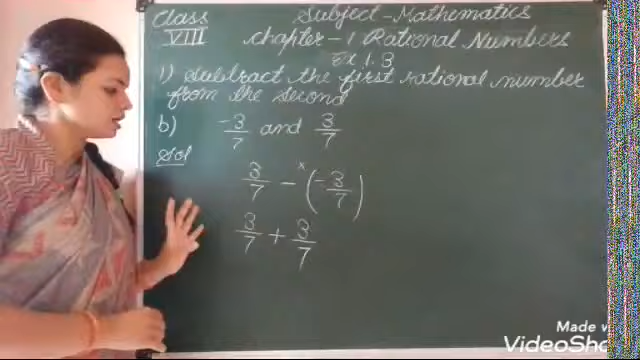 Class Subject-Mathematics
VIII Chapter-1 Rational Numbers
Ex 1.3
1) Subtract the first rational number
from the second
b) -3/7 and 3/7
Sol
3/7 - x (-3/7)
3/7 + 3/7
Made w
VideoSho